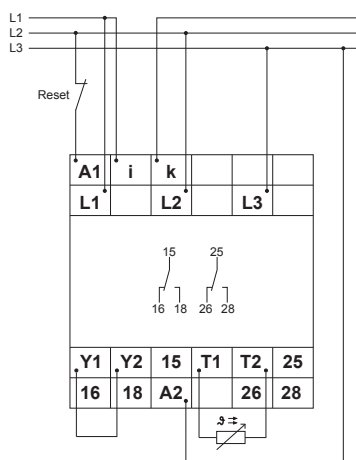 L1
L2
L3
Reset
A1 i k
L1 L2 L3
15 25
16 18 26 28
Y1 Y2 15 T1 T2 25
16 18 A2 26 28
ϑ